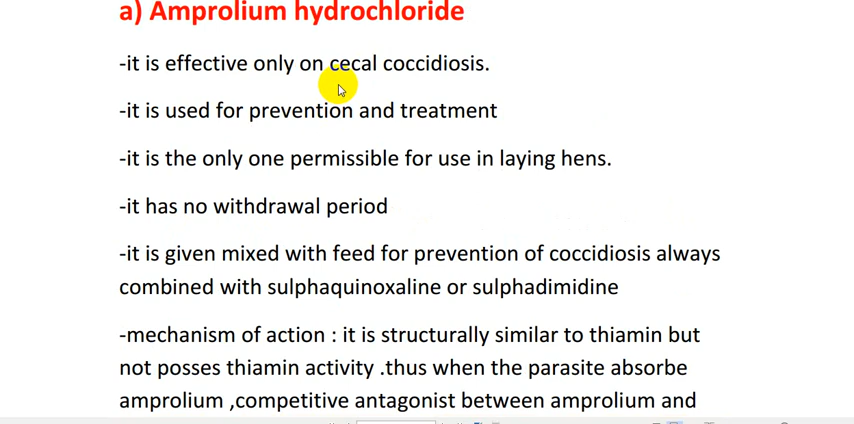 a) Amprolium hydrochloride
-it is effective only on cecal coccidiosis.
-it is used for prevention and treatment
-it is the only one permissible for use in laying hens.
-it has no withdrawal period
-it is given mixed with feed for prevention of coccidiosis always
combined with sulphaquinoxaline or sulphadimidine
-mechanism of action : it is structurally similar to thiamin but
not posses thiamin activity .thus when the parasite absorbe
amprolium ,competitive antagonist between amprolium and